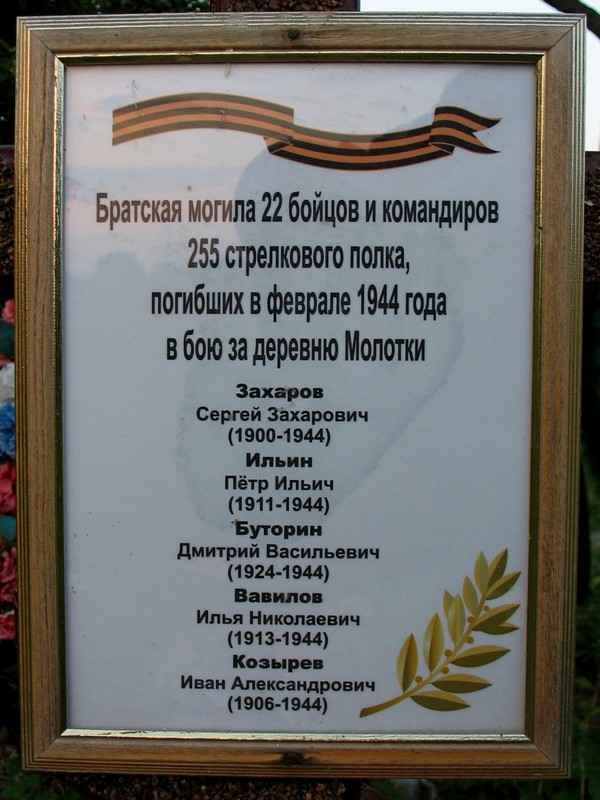 Братская могила 22 бойцов и командиров
255 стрелкового полка,
погибших в феврале 1944 года
в бою за деревню Молотки
Захаров
Сергей Захарович
(1900-1944)
Ильин
Пётр Ильич
(1911-1944)
Буторин
Дмитрий Васильевич
(1924-1944)
Вавилов
Илья Николаевич
(1913-1944)
Козырев
Иван Александрович
(1906-1944)